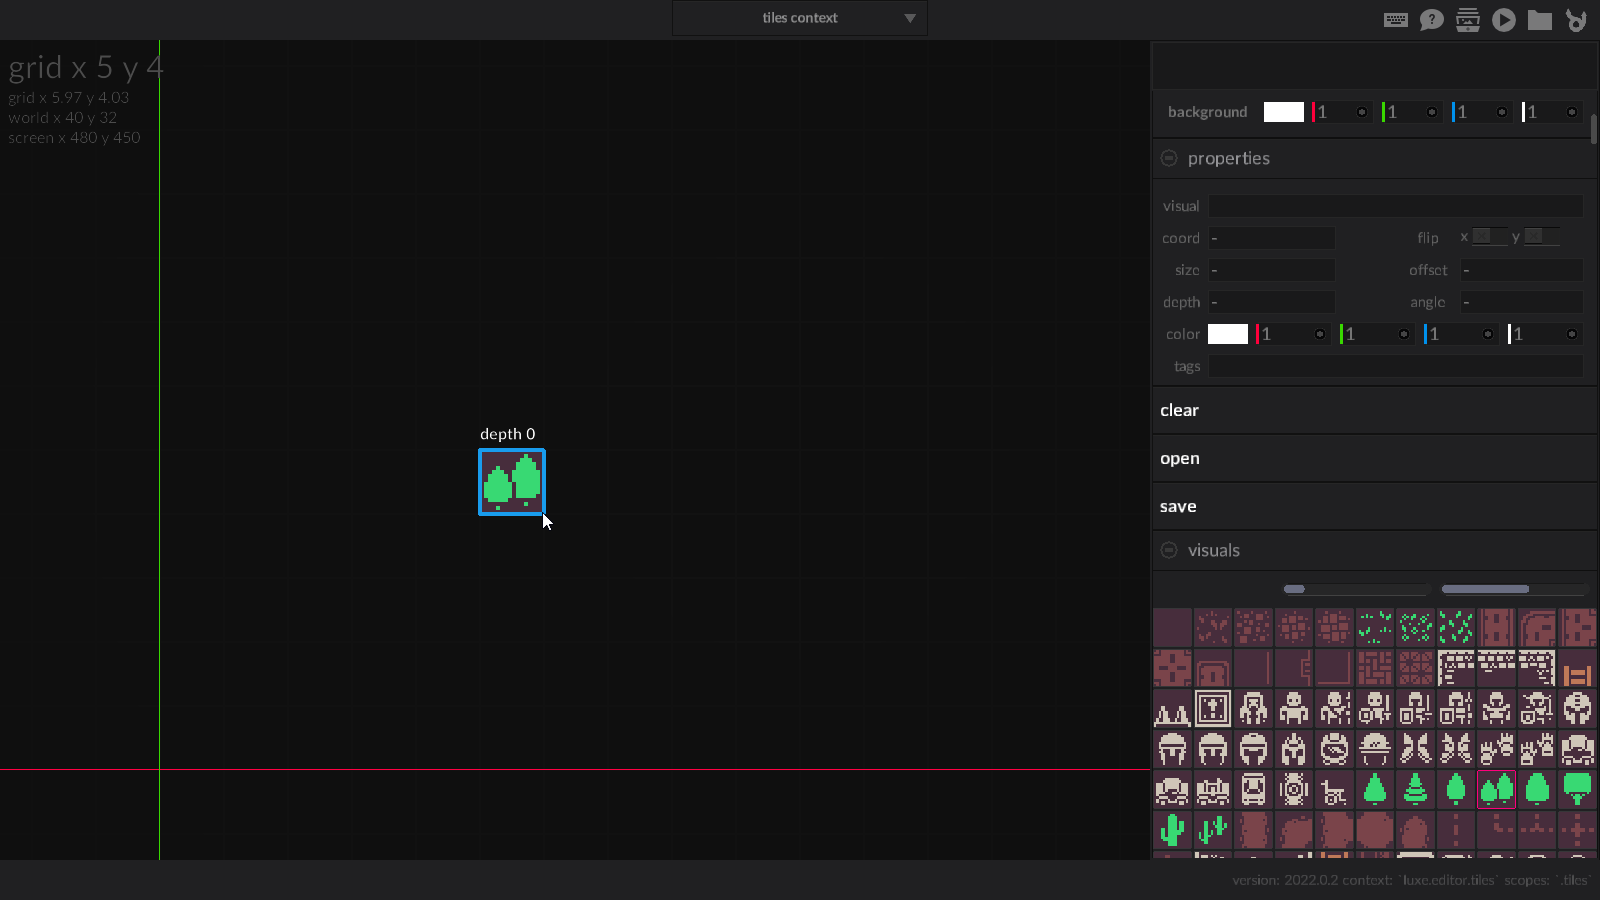 tiles context
grid x 5 y 4
grid x 5.97 y 4.03
world x 40 y 32
screen x 480 y 450
depth 0
background 1 1 1 1
properties
visual
coord - flip x y
size - offset -
depth - angle -
color 1 1 1 1
tags
clear
open
save
visuals
version: 2022.0.2 context: `luxe.editor.tiles` scopes: `.tiles`